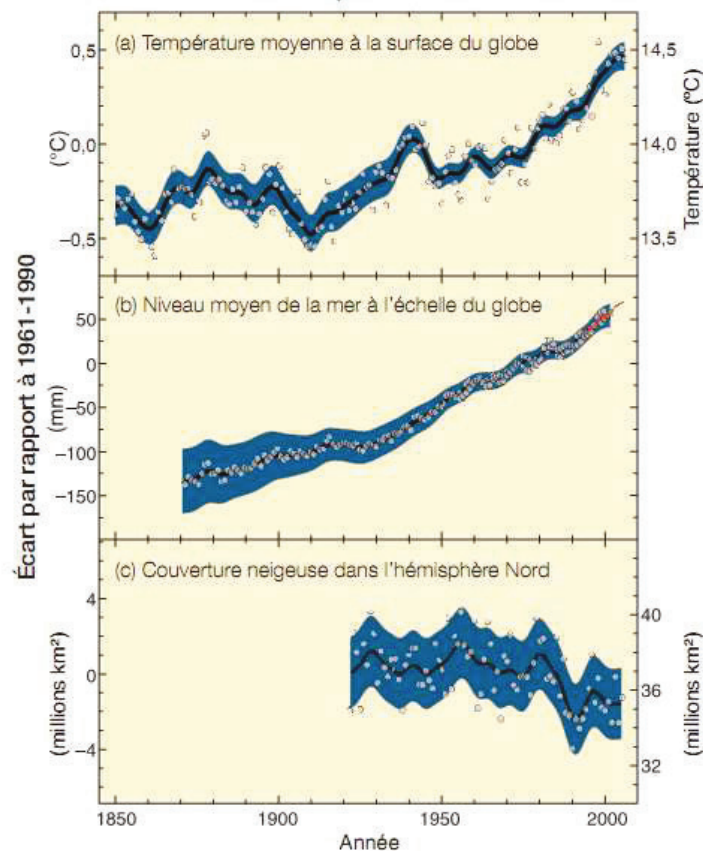 (a) Température moyenne à la surface du globe
0,5
0,0
−0,5
(°C)
14,5
14,0
13,5
Température (°C)
Écart par rapport à 1961-1990
(b) Niveau moyen de la mer à l'échelle du globe
50
0
−50
−100
−150
(mm)
(c) Couverture neigeuse dans l'hémisphère Nord
4
0
−4
(millions km²)
40
36
32
(millions km²)
1850
1900
1950
2000
Année